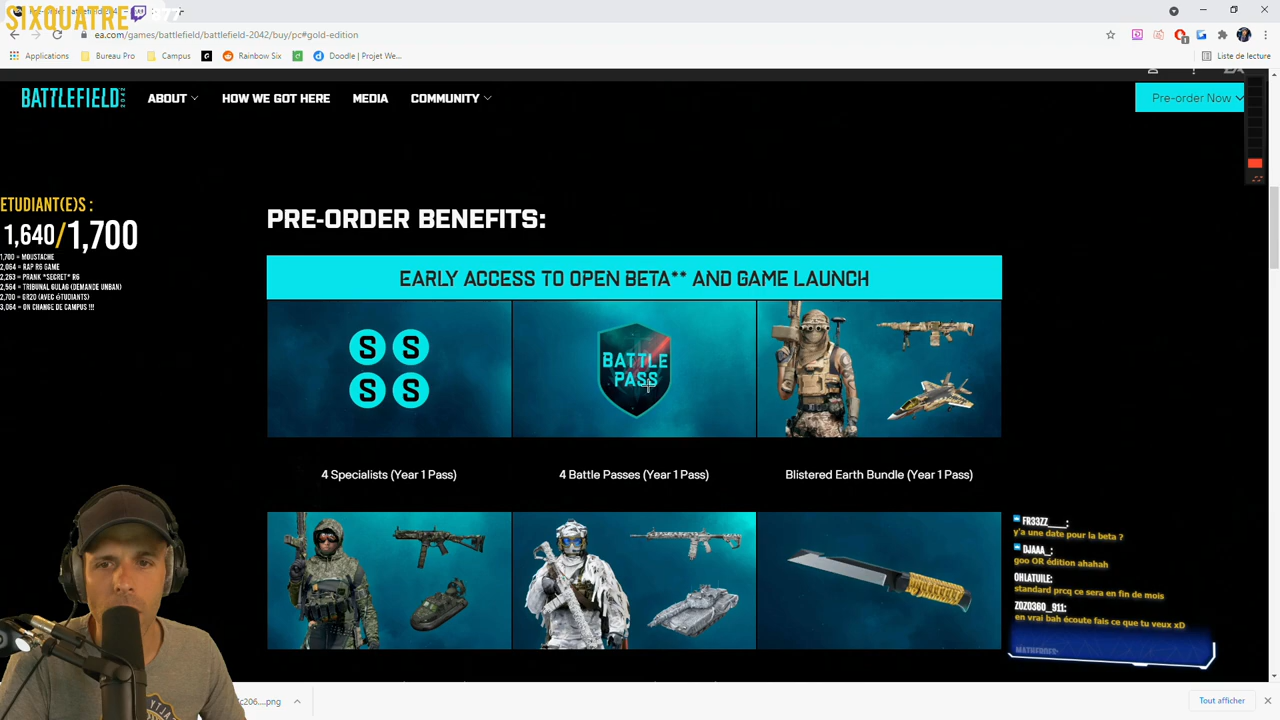 SIXQUATRE
ea.com/games/battlefield/battlefield-2042/buy/pc#gold-edition
Applications
Bureau Pro
Campus
Rainbow Six
Doodle | Projet We...
Liste de lecture
BATTLEFIELD 2042
ABOUT
HOW WE GOT HERE
MEDIA
COMMUNITY
Pre-order Now
ETUDIANT(E)S :
1,640/1,700
1,700 = MOUSTACHE
2,064 = RAP R6 GAME
2,263 = PRANK *SECRET* R6
2,564 = TRIBUNAL GULAG (DEMANDE UNBAN)
2,700 = GR20 (AVEC éTUDIANTS)
3,064 = ON CHANGE DE CAMPUS !!!
PRE-ORDER BENEFITS:
EARLY ACCESS TO OPEN BETA** AND GAME LAUNCH
S S
S S
BATTLE
PASS
4 Specialists (Year 1 Pass)
4 Battle Passes (Year 1 Pass)
Blistered Earth Bundle (Year 1 Pass)
FR33ZZ____:
y'a une date pour la beta ?
DJAAA_:
goo OR édition ahahah
OHLATUILE:
standard prcq ce sera en fin de mois
ZOZO360_911:
en vrai bah écoute fais ce que tu veux xD
c206....png
Tout afficher